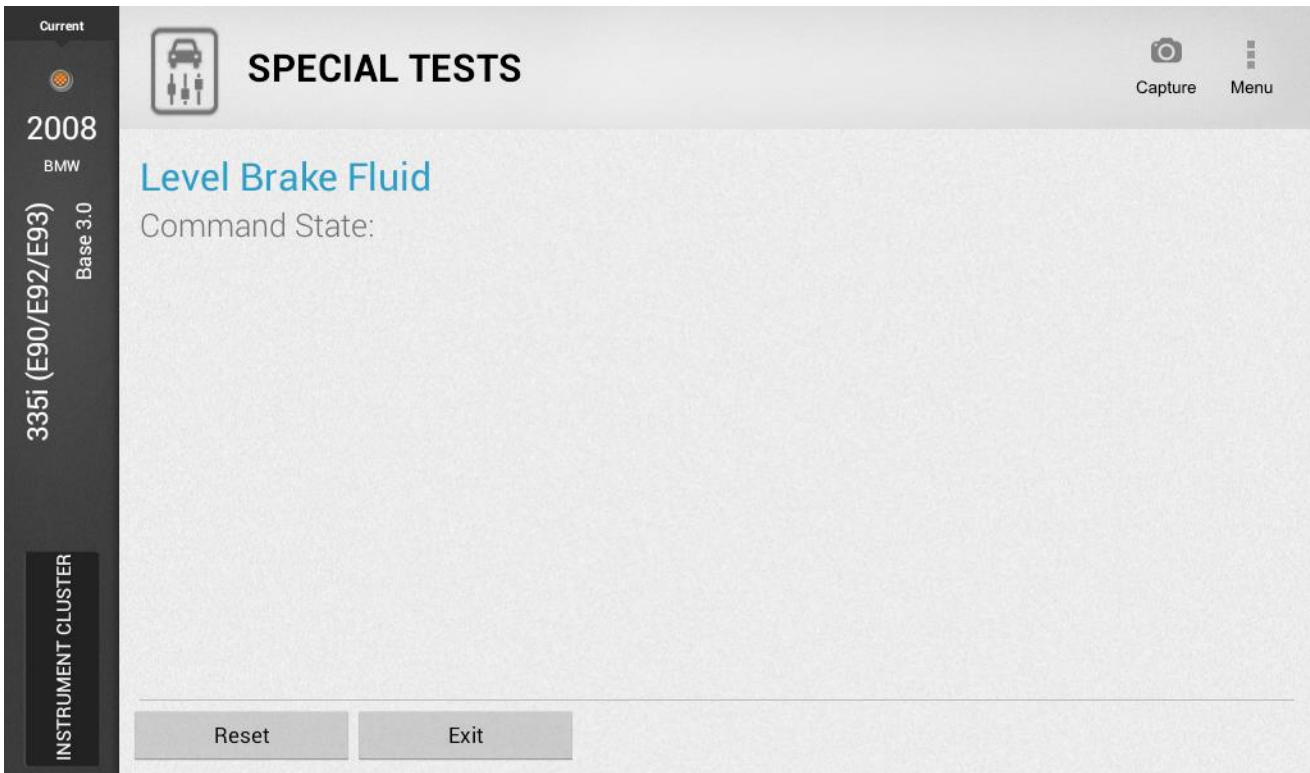 Current
2008
BMW
335i (E90/E92/E93)
Base 3.0
INSTRUMENT CLUSTER
SPECIAL TESTS
Capture
Menu
Level Brake Fluid
Command State:
Reset
Exit